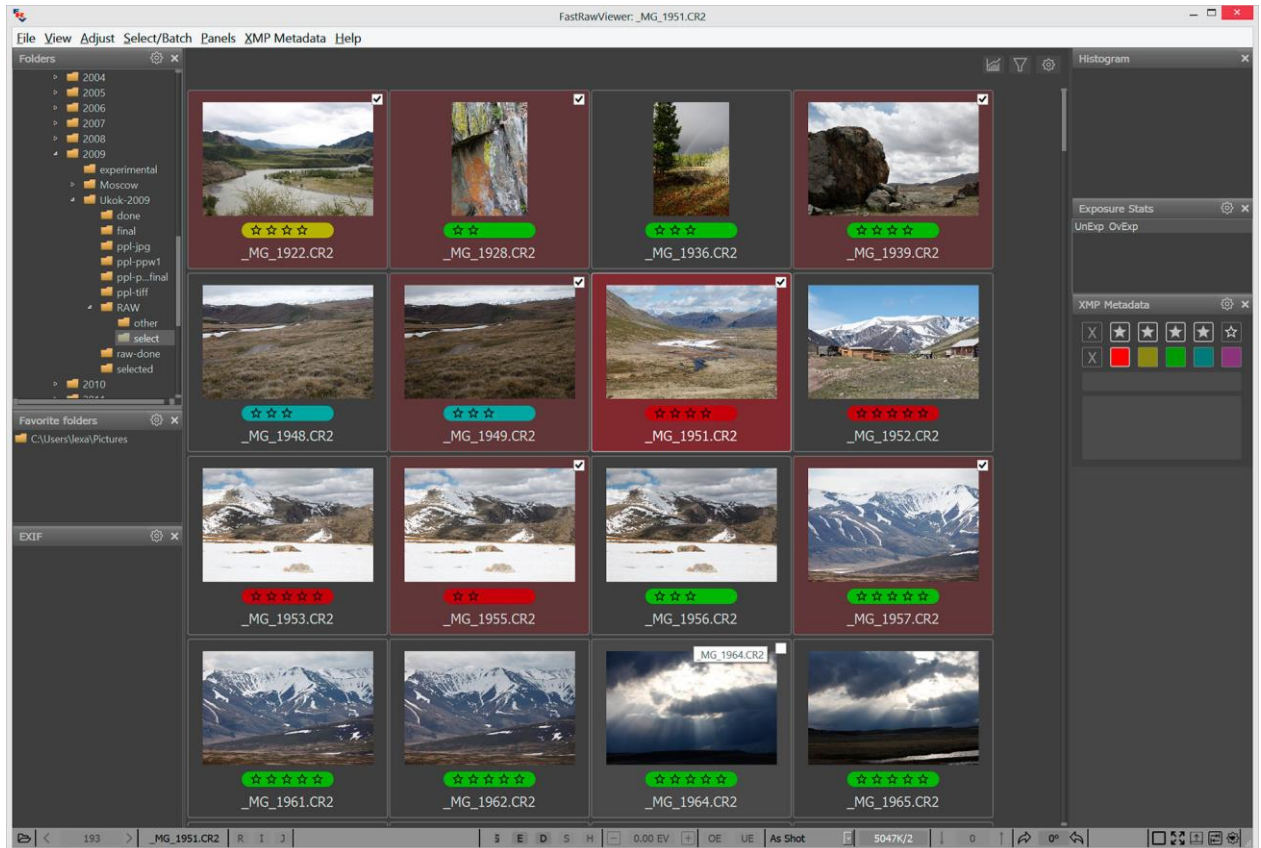 FastRawViewer: _MG_1951.CR2
File View Adjust Select/Batch Panels XMP Metadata Help
Folders
2004
2005
2006
2007
2008
2009
experimental
Moscow
Ukok-2009
done
final
ppl-jpg
ppl-ppw1
ppl-p...final
ppl-tiff
RAW
other
select
raw-done
selected
2010
Favorite folders
C:\Users\lexa\Pictures
EXIF
_MG_1922.CR2 _MG_1928.CR2 _MG_1936.CR2 _MG_1939.CR2
_MG_1948.CR2 _MG_1949.CR2 _MG_1951.CR2 _MG_1952.CR2
_MG_1953.CR2 _MG_1955.CR2 _MG_1956.CR2 _MG_1957.CR2
_MG_1964.CR2
_MG_1961.CR2 _MG_1962.CR2 _MG_1964.CR2 _MG_1965.CR2
Histogram
Exposure Stats
UnExp OvExp
XMP Metadata
X
X
193 _MG_1951.CR2 R I J E D S H 0.00 EV OE UE As Shot 5047K/2 0 0°